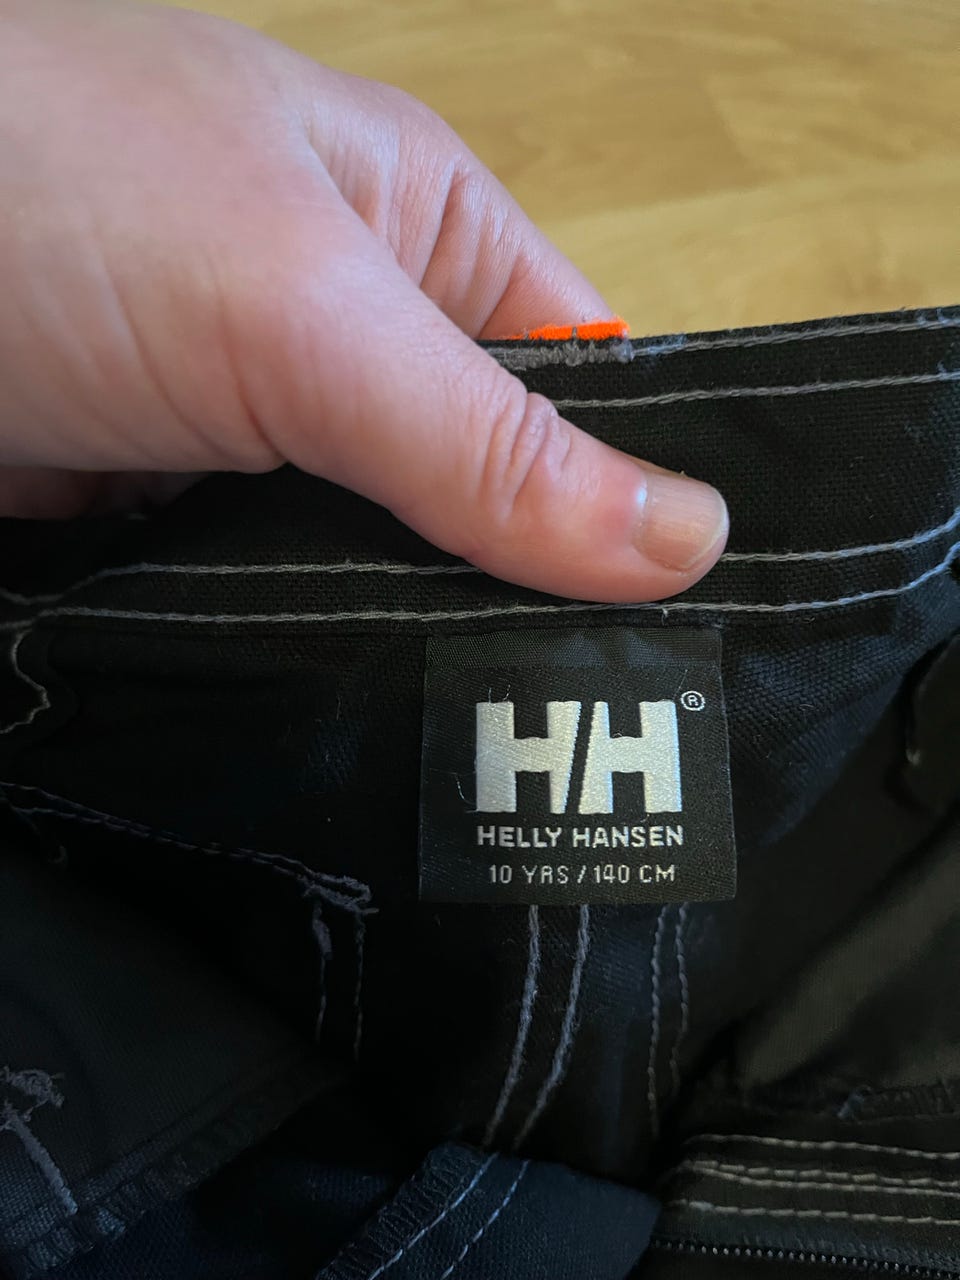 H/H®
HELLY HANSEN
10 YRS / 140 CM